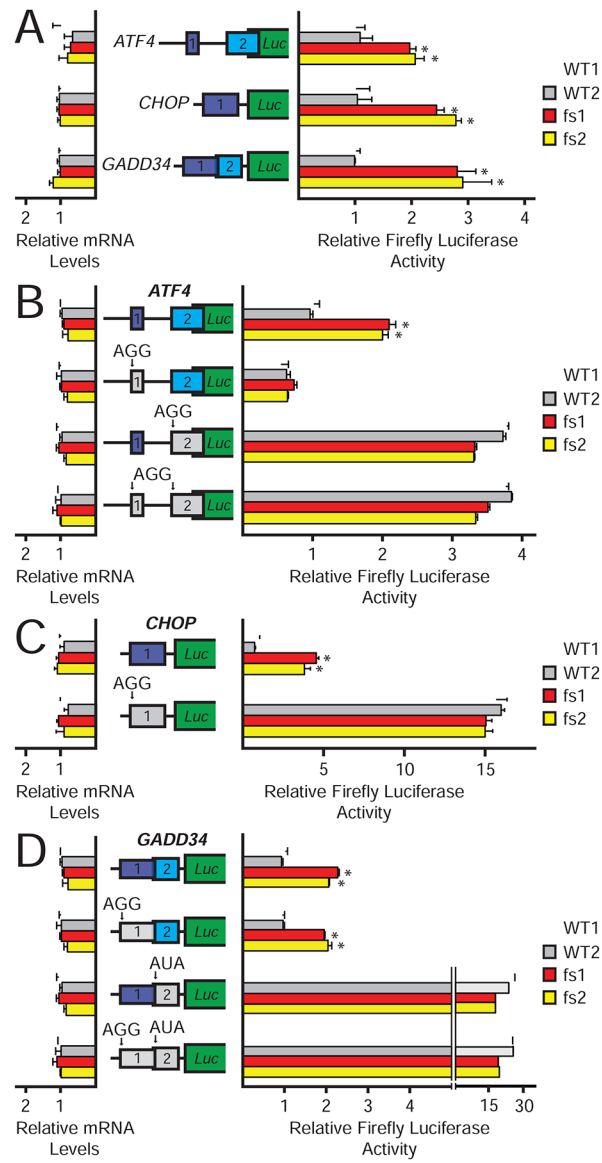 A
ATF4 1 2 Luc
CHOP 1 Luc
GADD34 1 2 Luc
WT1
WT2
fs1
fs2
2 1
1 2 3 4
Relative mRNA
Levels
Relative Firefly Luciferase
Activity
* * * * * *
B
ATF4
1 2 Luc
AGG
1 2 Luc
AGG
1 2 Luc
AGG
1 2 Luc
WT1
WT2
fs1
fs2
* *
2 1
1 2 3 4
Relative mRNA
Levels
Relative Firefly Luciferase
Activity
C
CHOP
1 Luc
AGG
1 Luc
WT1
WT2
fs1
fs2
* *
2 1
5 10 15
Relative mRNA
Levels
Relative Firefly Luciferase
Activity
D
GADD34
1 2 Luc
AGG
1 2 Luc
AUA
1 2 Luc
AGG AUA
1 2 Luc
WT1
WT2
fs1
fs2
* * * *
2 1
1 2 3 4 15 30
Relative mRNA
Levels
Relative Firefly Luciferase
Activity